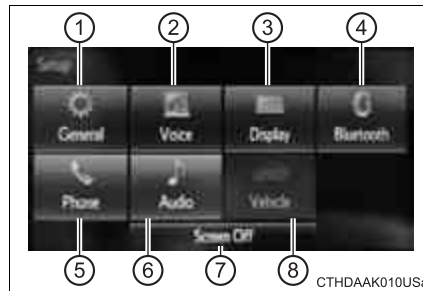 1 2 3 4
Setup
General Voice Display Bluetooth
Phone Audio Vehicle
Screen Off
5 6 7 8
CTHDAAK010USa